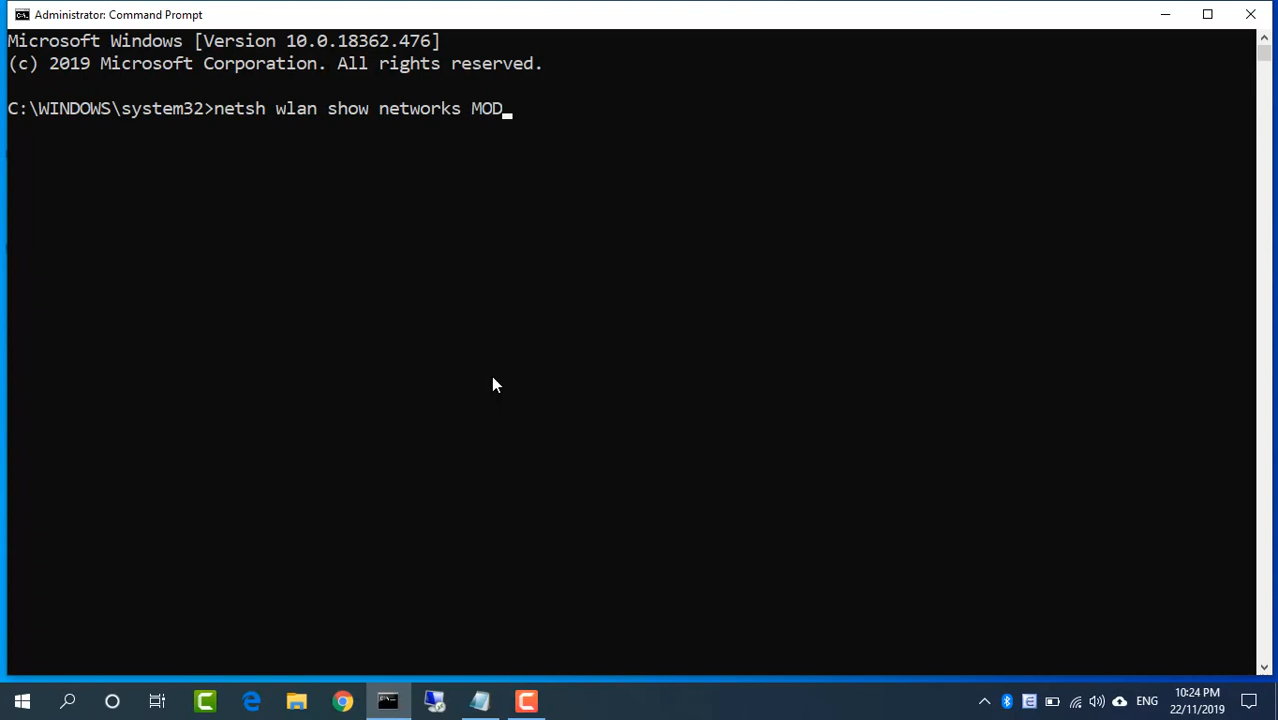 Administrator: Command Prompt
Microsoft Windows [Version 10.0.18362.476]
(c) 2019 Microsoft Corporation. All rights reserved.
C:\WINDOWS\system32>netsh wlan show networks MOD
ENG
10:24 PM
22/11/2019